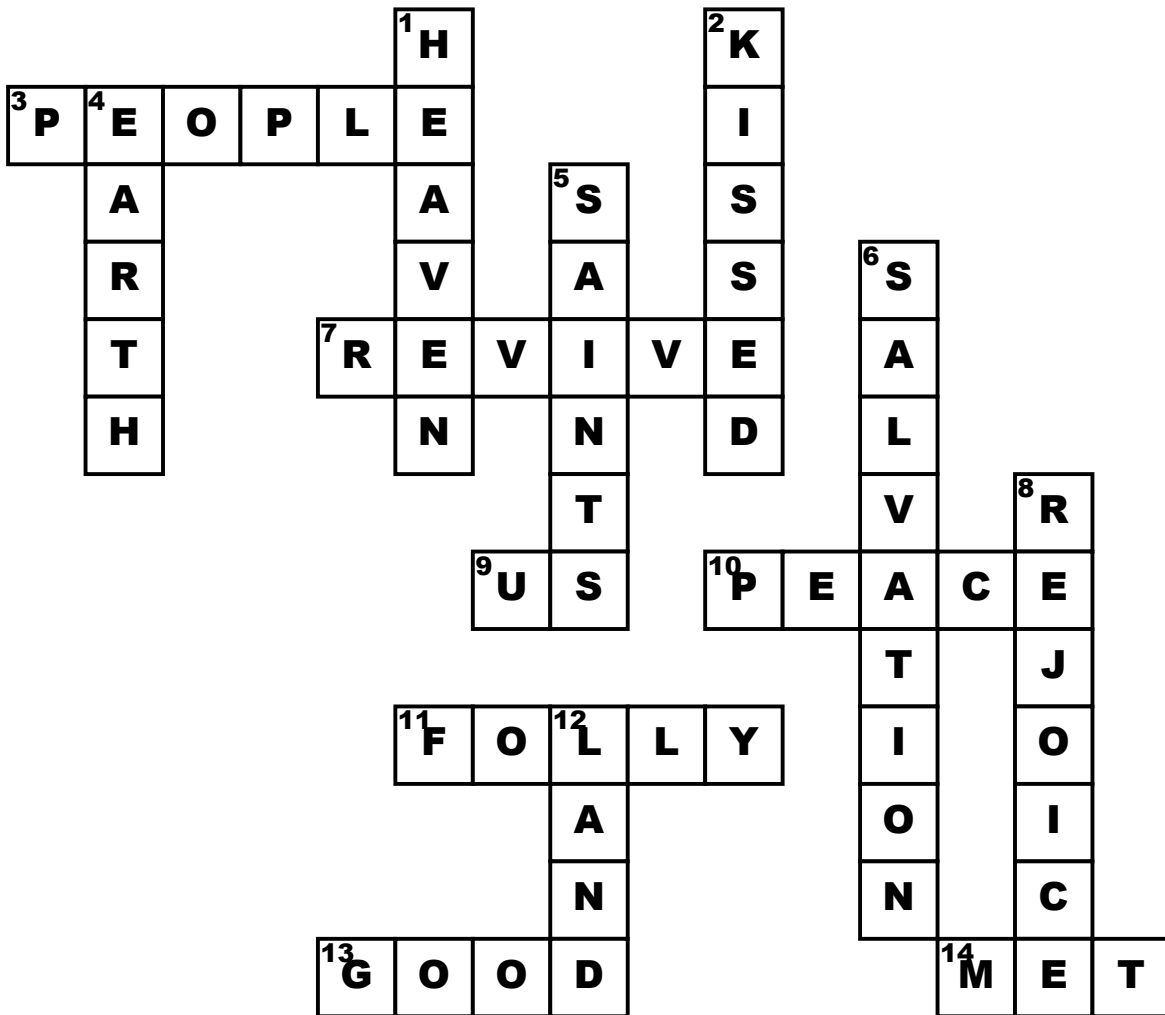 1 H 2 K
3 P 4 E O P L E I
A A 5 S S
R V A S 6 S
T 7 R E V I V E A
H N N D L
T V 8 R
9 U S 10 P E A C E
T J
11 F O 12 L L Y I O
A O I
N N C
13 G O O D 14 M E T